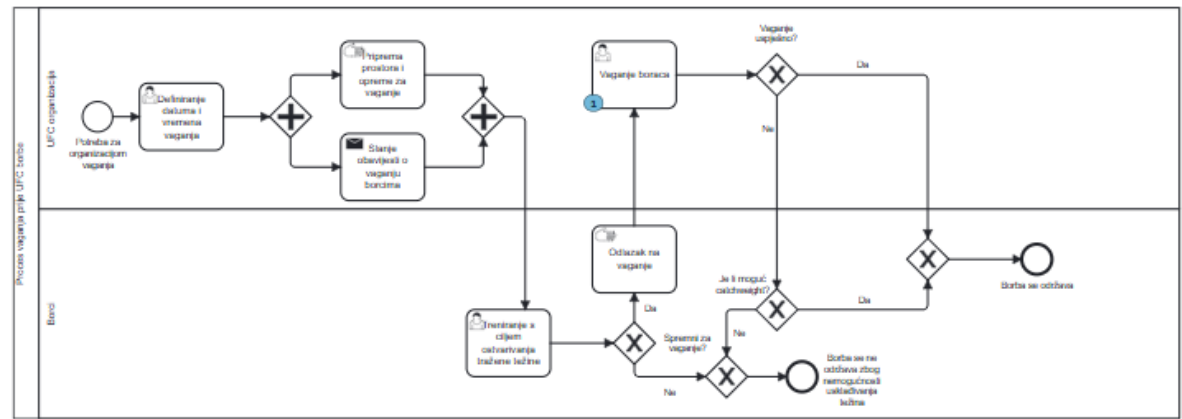 Proces vaganja prije UFC borbe
UFC organizacija
Potreba za
organizacijom
vaganja
Definiranje
datuma i
vremena
vaganja
Priprema
prostora i
opreme za
vaganje
Slanje
obavijesti o
vaganju
borcima
Vaganje boraca
1
Vaganje
uspješno?
Da
Ne
Borci
Treniranje s
ciljem
ostvarivanja
tražene težine
Odlazak na
vaganje
Da
Spremni za
vaganje?
Ne
Je li moguć
catchweight?
Da
Ne
Borba se održava
Borba se ne
održava zbog
nemogućnosti
usklađivanja
težine